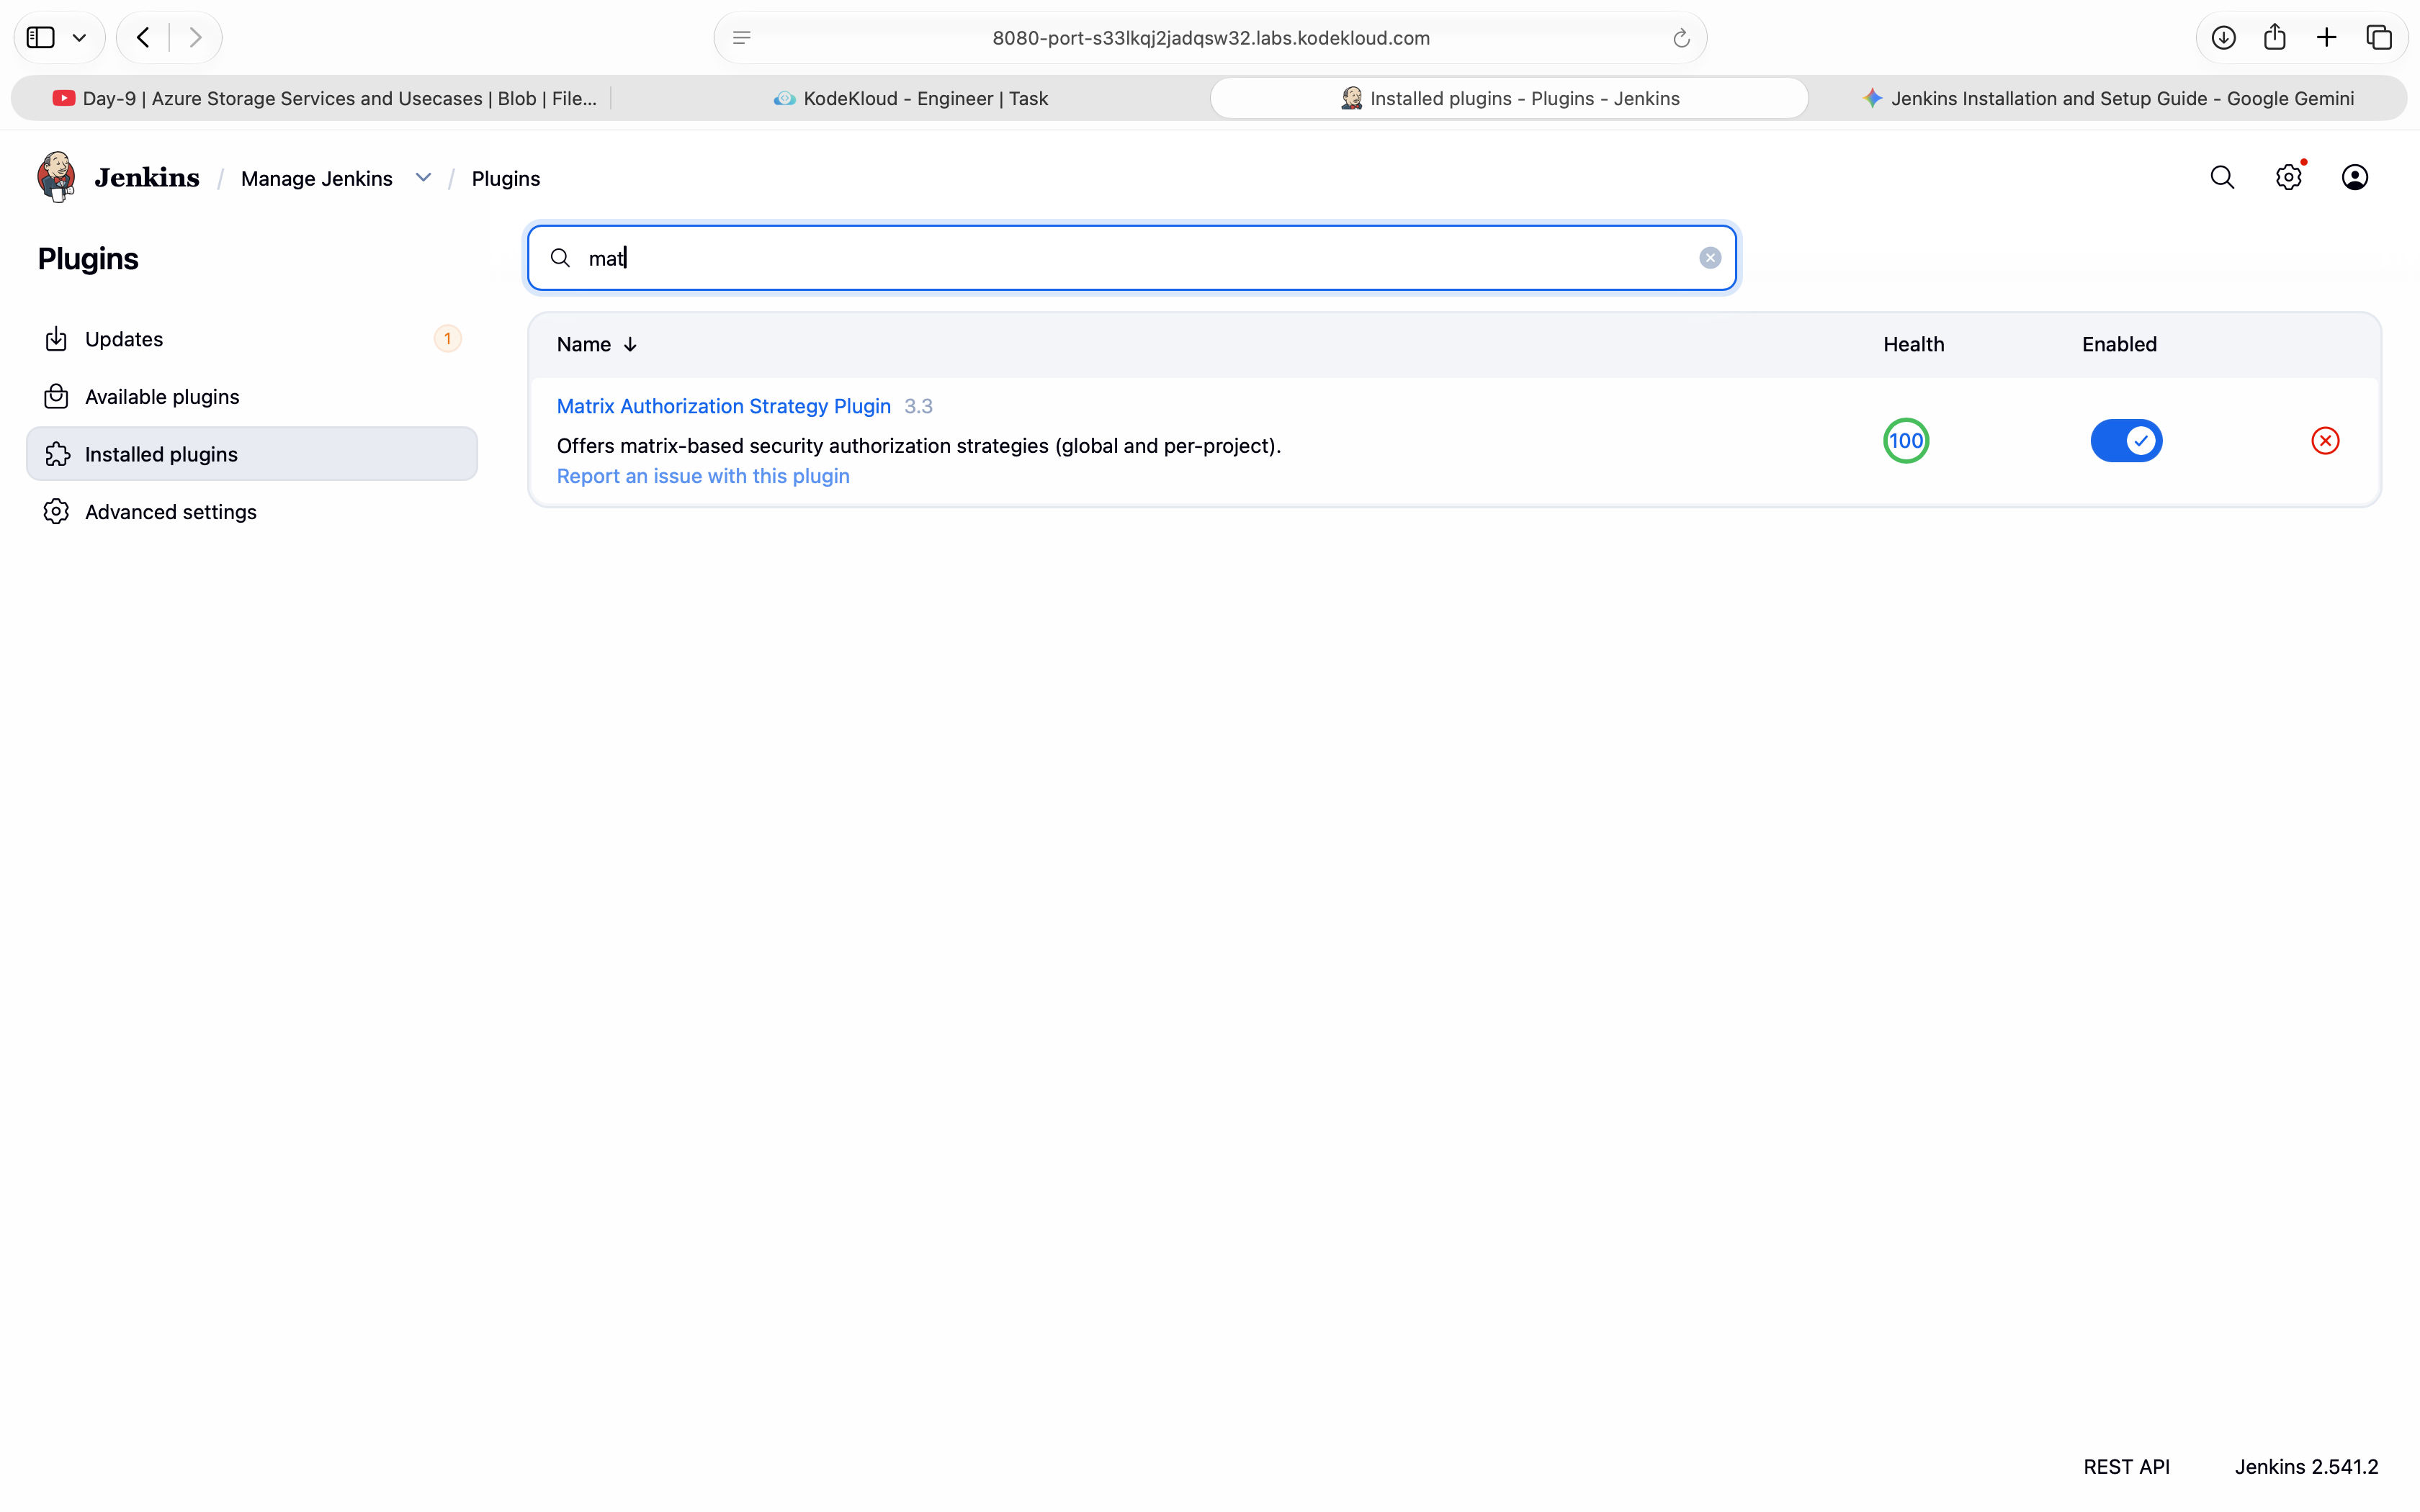 8080-port-s33lkqj2jadqsw32.labs.kodekloud.com
Day-9 | Azure Storage Services and Usecases | Blob | File...
KodeKloud - Engineer | Task
Installed plugins - Plugins - Jenkins
Jenkins Installation and Setup Guide - Google Gemini
Jenkins / Manage Jenkins / Plugins
Plugins
mat
Updates 1
Available plugins
Installed plugins
Advanced settings
Name Health Enabled
Matrix Authorization Strategy Plugin 3.3
Offers matrix-based security authorization strategies (global and per-project).
Report an issue with this plugin
100
REST API Jenkins 2.541.2